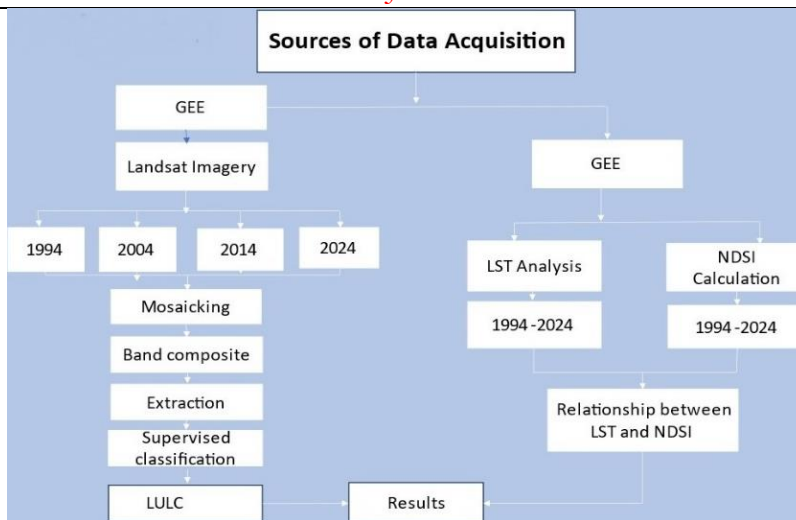 Sources of Data Acquisition
GEE
Landsat Imagery
1994
2004
2014
2024
Mosaicking
Band composite
Extraction
Supervised
classification
LULC
GEE
LST Analysis
1994 -2024
NDSI
Calculation
1994 -2024
Relationship between
LST and NDSI
Results